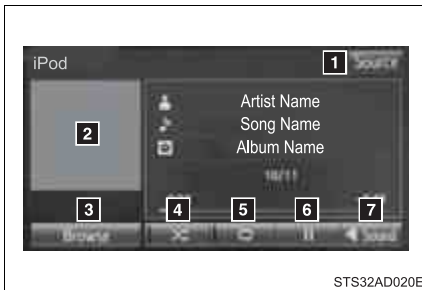 iPod
1 Source
Artist Name
2 Song Name
Album Name
10/11
3 4 5 6 7
Browse Sound
STS32AD020E